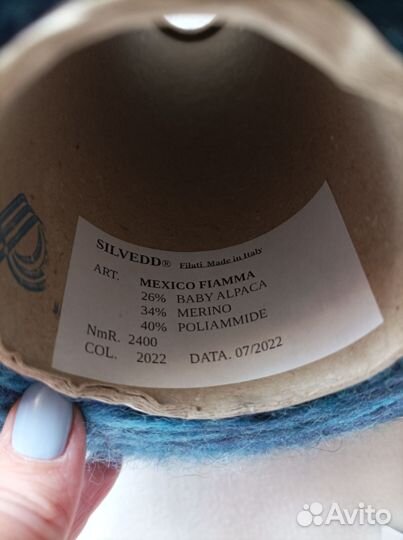 SILVEDD® Filati Made in Italy
ART. MEXICO FIAMMA
26% BABY ALPACA
34% MERINO
40% POLIAMMIDE
NmR. 2400
COL. 2022 DATA. 07/2022
Avito